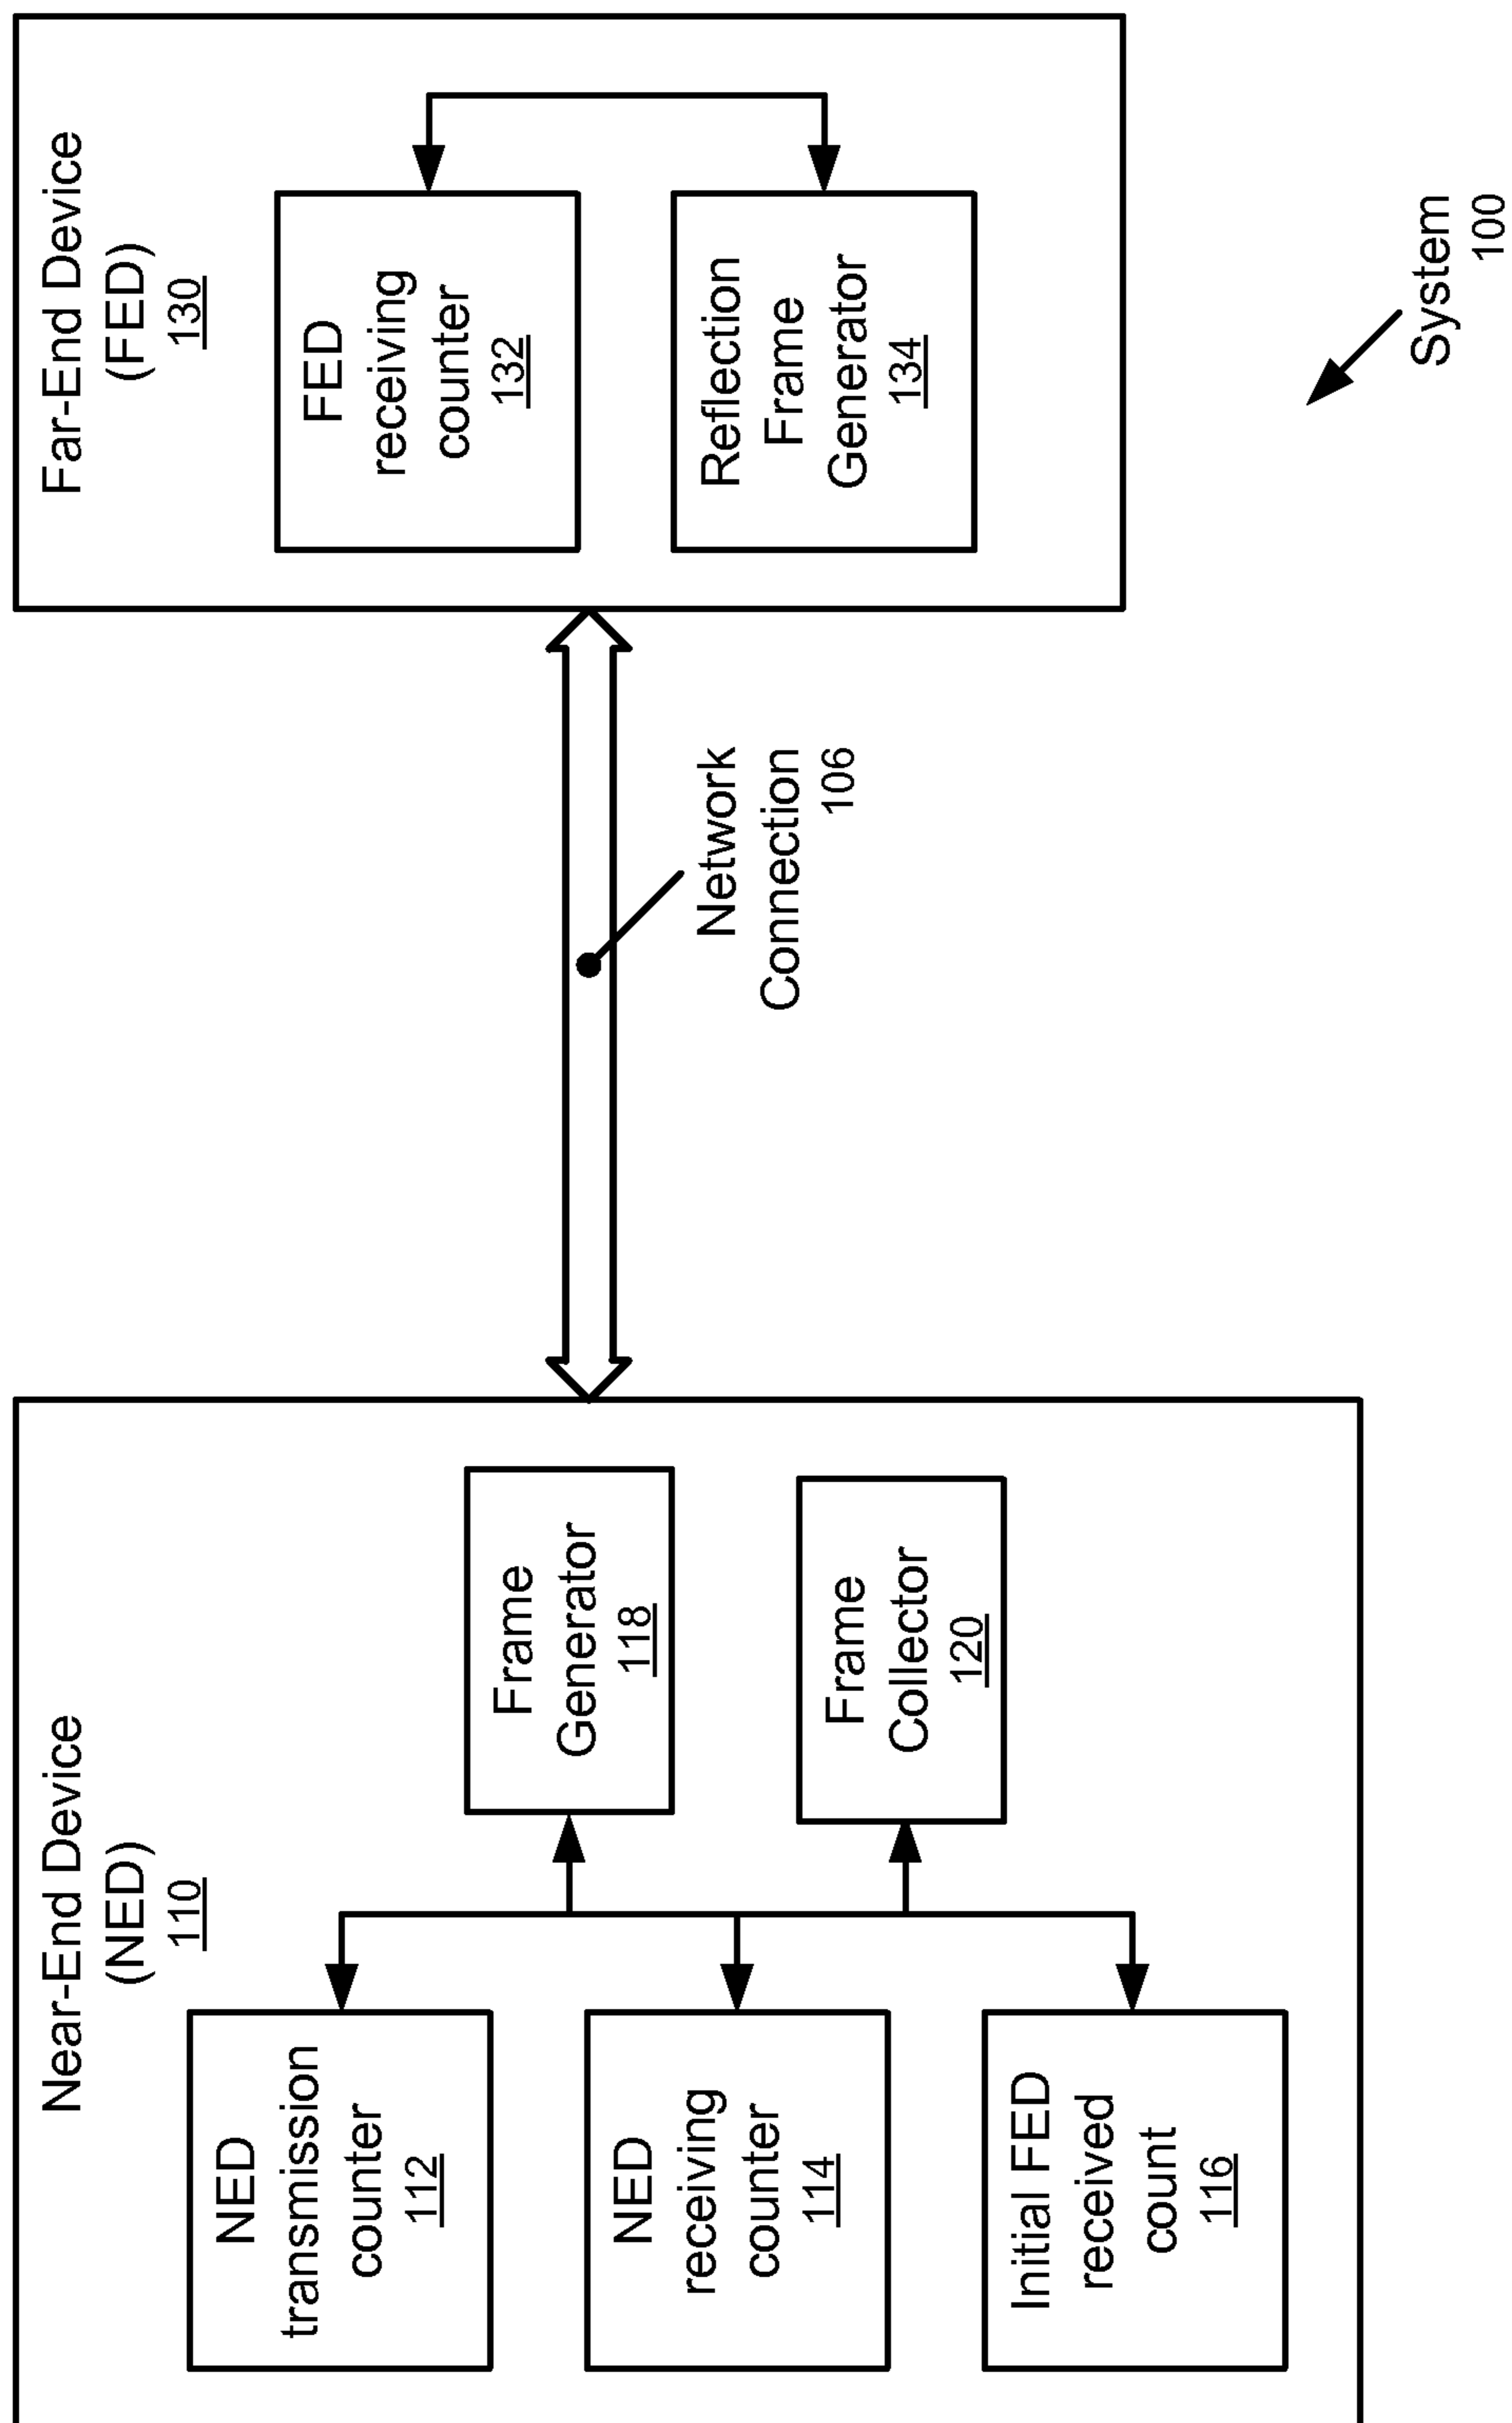 Near-End Device
(NED)
110
NED
transmission
counter
112
NED
receiving
counter
114
Initial FED
received
count
116
Frame
Generator
118
Frame
Collector
120
Network
Connection
106
Far-End Device
(FED)
130
FED
receiving
counter
132
Reflection
Frame
Generator
134
System
100